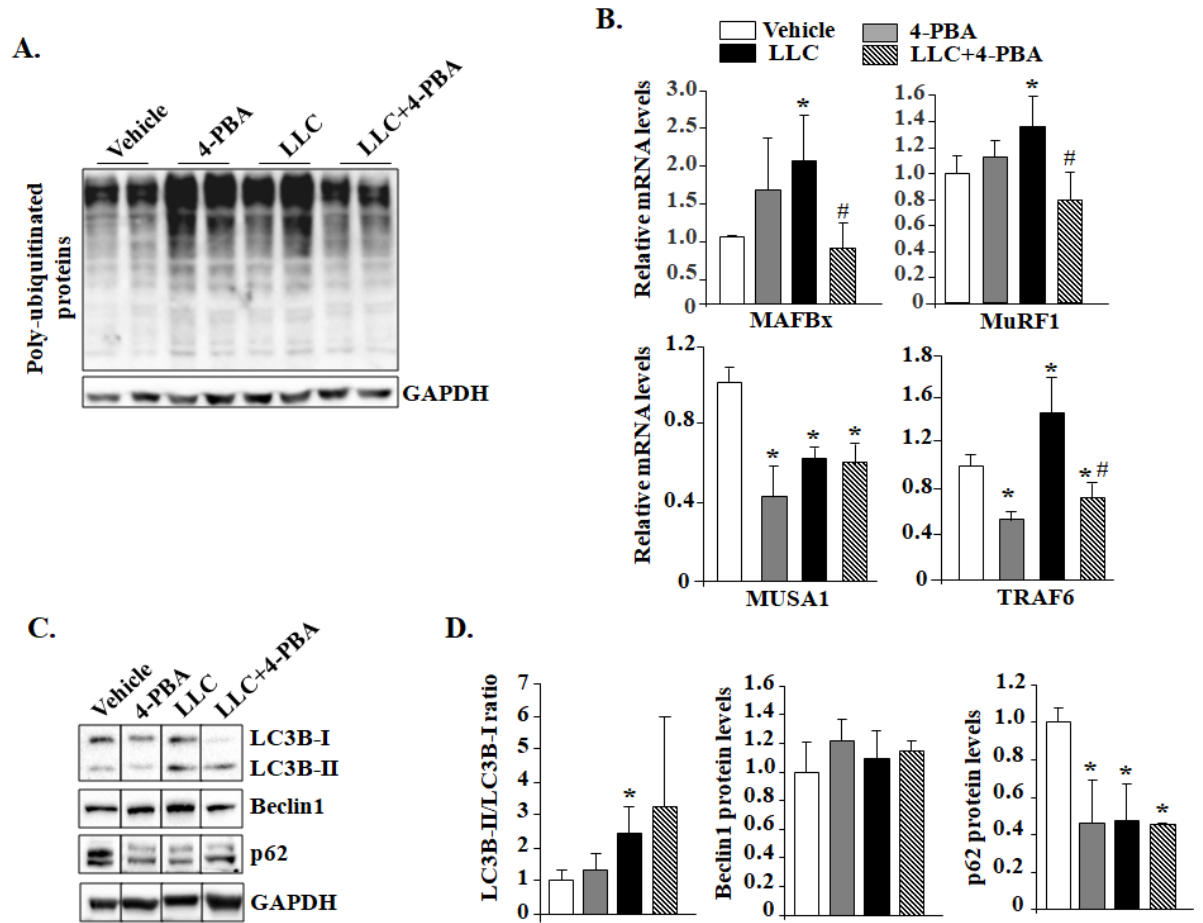 A.
Vehicle
4-PBA
LLC
LLC+4-PBA
Poly-ubiquitinated
proteins
GAPDH
B.
Vehicle
4-PBA
LLC
LLC+4-PBA
Relative mRNA levels
3.0
2.5
2.0
1.5
1.0
0.5
0
*
#
MAFBx
1.6
1.4
1.2
1.0
0.8
0.6
0.4
0.2
0
*
#
MuRF1
Relative mRNA levels
1.2
0.8
0.4
0
*
*
*
MUSA1
1.8
1.2
0.8
0.4
0
*
*
*#
TRAF6
C.
Vehicle
4-PBA
LLC
LLC+4-PBA
LC3B-I
LC3B-II
Beclin1
p62
GAPDH
D.
LC3B-II/LC3B-I ratio
7
6
5
4
3
2
1
0
*
Beclin1 protein levels
1.6
1.4
1.2
1.0
0.8
0.6
0.4
0.2
0
p62 protein levels
1.2
1.0
0.8
0.6
0.4
0.2
0
*
*
*